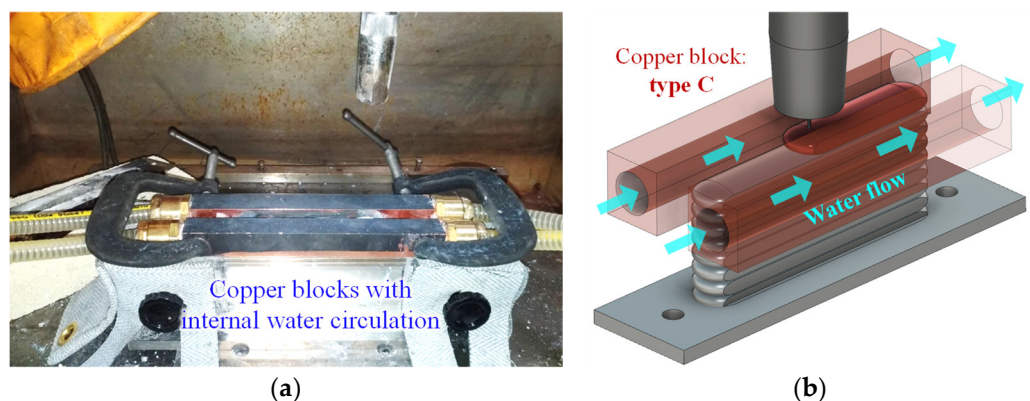 Copper blocks with
internal water circulation
Copper block:
type C
Water flow
(a)
(b)